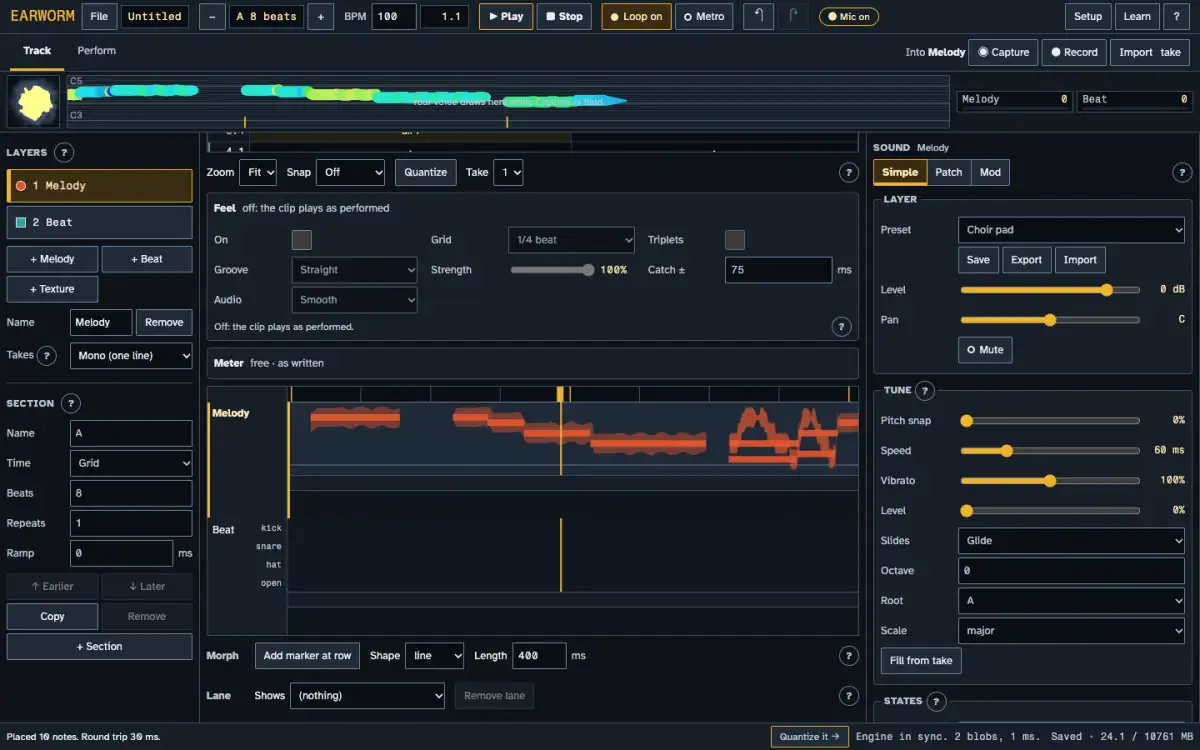 EARWORM File Untitled − A 8 beats + BPM 100 1.1 Play Stop Loop on Metro Mic on Setup Learn ?
Track Perform Into Melody Capture Record Import take
C5
C3
Melody 0 Beat 0
LAYERS ?
1 Melody
2 Beat
+ Melody + Beat
+ Texture
Name Melody Remove
Takes ? Mono (one line)
SECTION ?
Name A
Time Grid
Beats 8
Repeats 1
Ramp 0 ms
↑ Earlier ↓ Later
Copy Remove
+ Section
Zoom Fit Snap Off Quantize Take 1 ?
Feel off: the clip plays as performed
On Grid 1/4 beat Triplets
Groove Straight Strength 100% Catch ± 75 ms
Audio Smooth
Off: the clip plays as performed. ?
Meter free · as written
Melody
Beat kick
snare
hat
open
Morph Add marker at row Shape line Length 400 ms ?
Lane Shows (nothing) Remove lane ?
SOUND Melody
Simple Patch Mod ?
LAYER
Preset Choir pad
Save Export Import
Level 0 dB
Pan C
Mute
TUNE ?
Pitch snap 0%
Speed 60 ms
Vibrato 100%
Level 0%
Slides Glide
Octave 0
Root A
Scale major
Fill from take
STATES ?
Placed 10 notes. Round trip 30 ms. Quantize it → Engine in sync. 2 blobs, 1 ms. Saved · 24.1 / 10761 MB